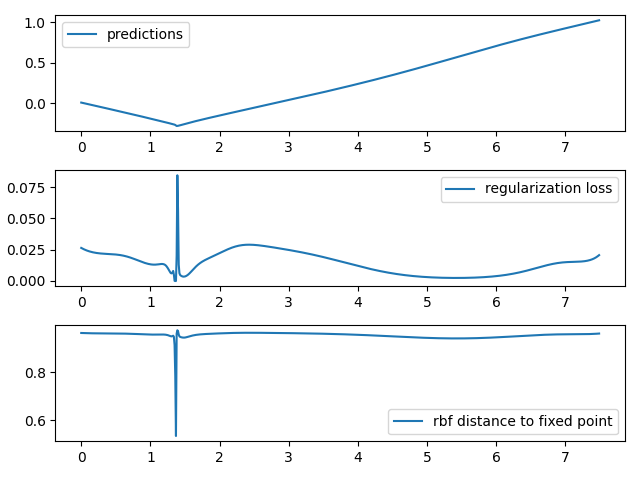 1.0
0.5
0.0
predictions
0 1 2 3 4 5 6 7
0.075
0.050
0.025
0.000
regularization loss
0 1 2 3 4 5 6 7
0.8
0.6
rbf distance to fixed point
0 1 2 3 4 5 6 7